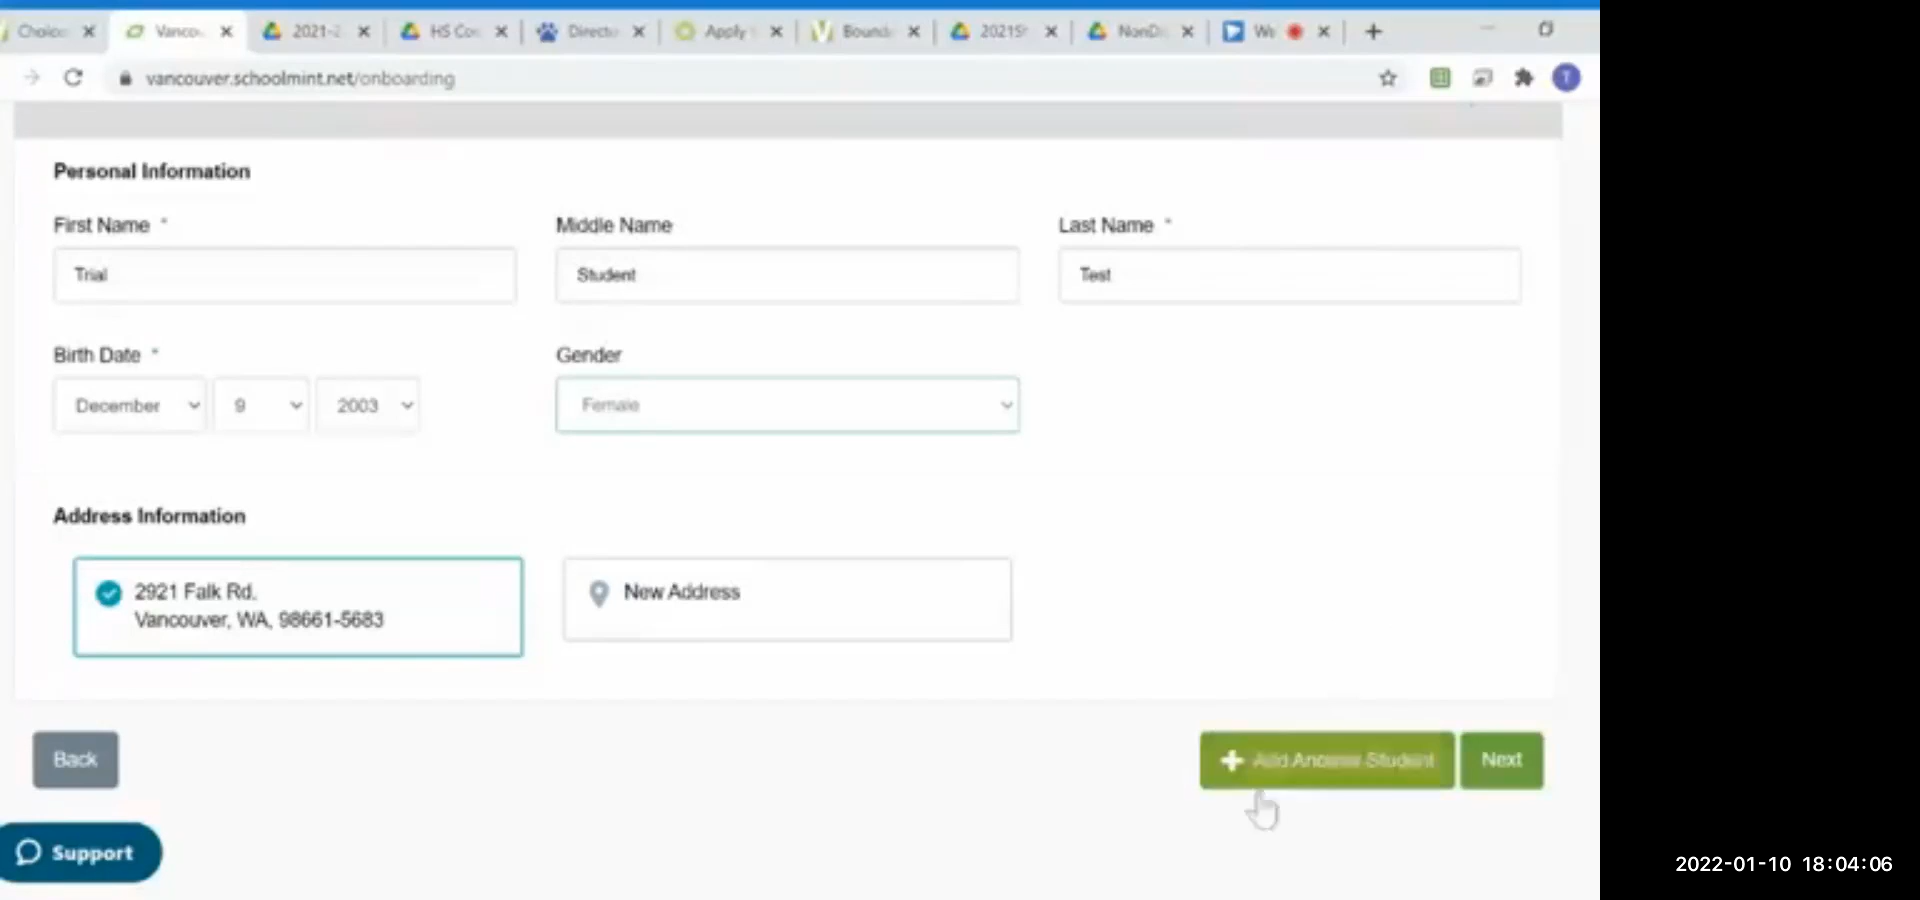 Choice
Vanco
2021-2
HS Co
Directo
Apply
Bound
2021S
NonDi
We
vancouver.schoolmint.net/onboarding
T
Personal Information
First Name *
Middle Name
Last Name *
Trial
Student
Test
Birth Date *
Gender
December
9
2003
Female
Address Information
2921 Falk Rd.
Vancouver, WA, 98661-5683
New Address
Back
Add Another Student
Next
Support
2022-01-10 18:04:06